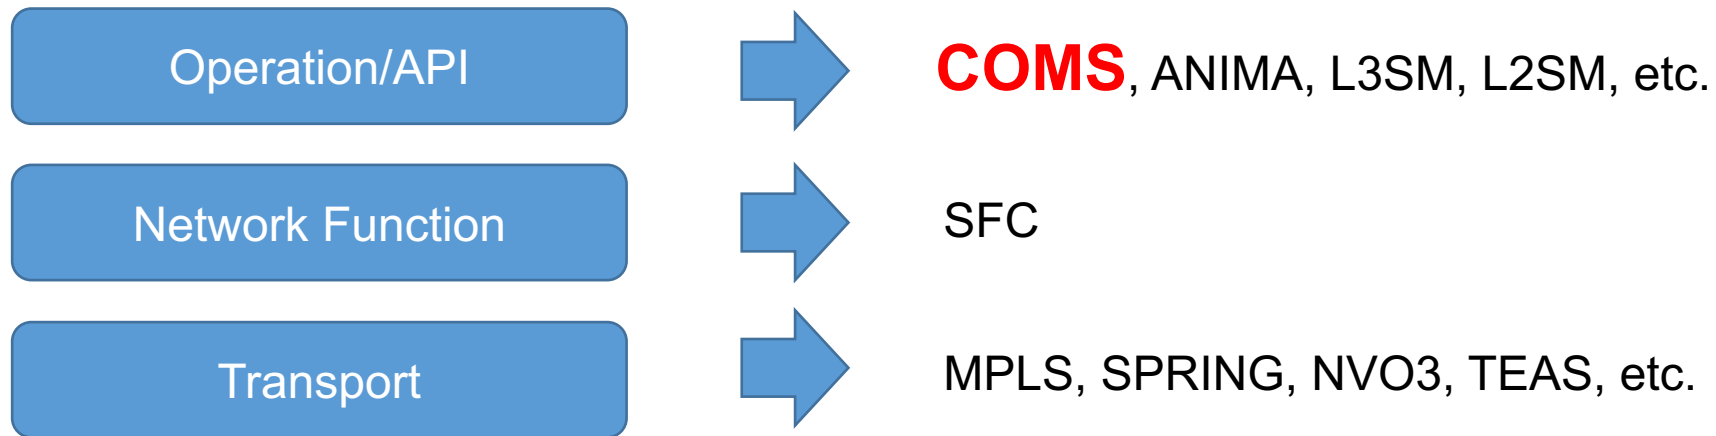 Operation/API
COMS, ANIMA, L3SM, L2SM, etc.
Network Function
SFC
Transport
MPLS, SPRING, NVO3, TEAS, etc.